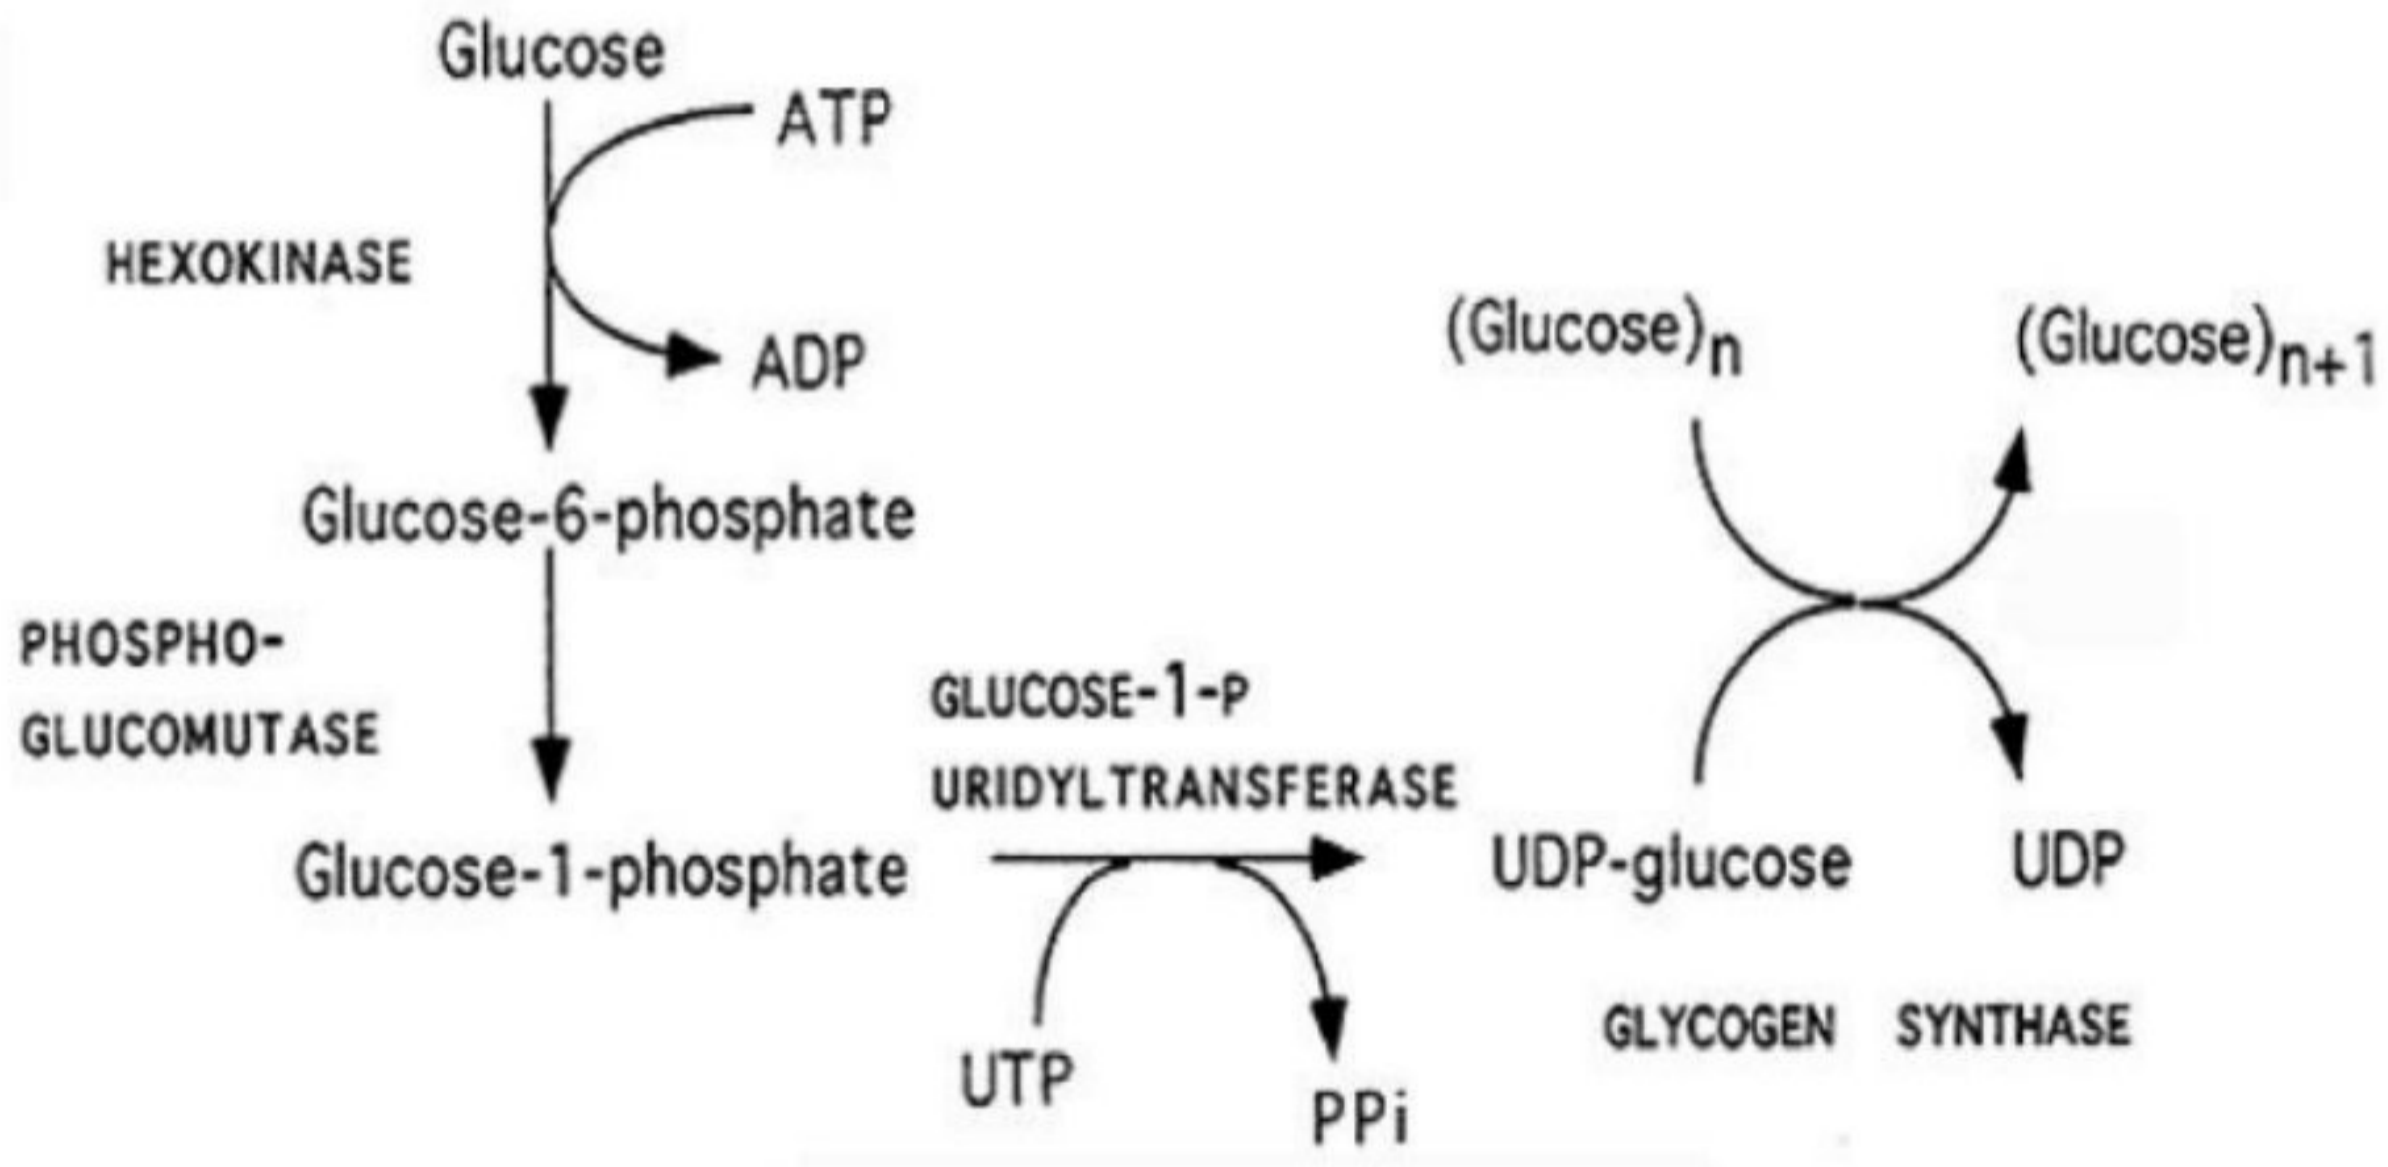 Glucose
ATP
HEXOKINASE
ADP
Glucose-6-phosphate
PHOSPHO-
GLUCOMUTASE
Glucose-1-phosphate
GLUCOSE-1-P
URIDYLTRANSFERASE
UTP
PPi
(Glucose)n
(Glucose)n+1
UDP-glucose
UDP
GLYCOGEN SYNTHASE